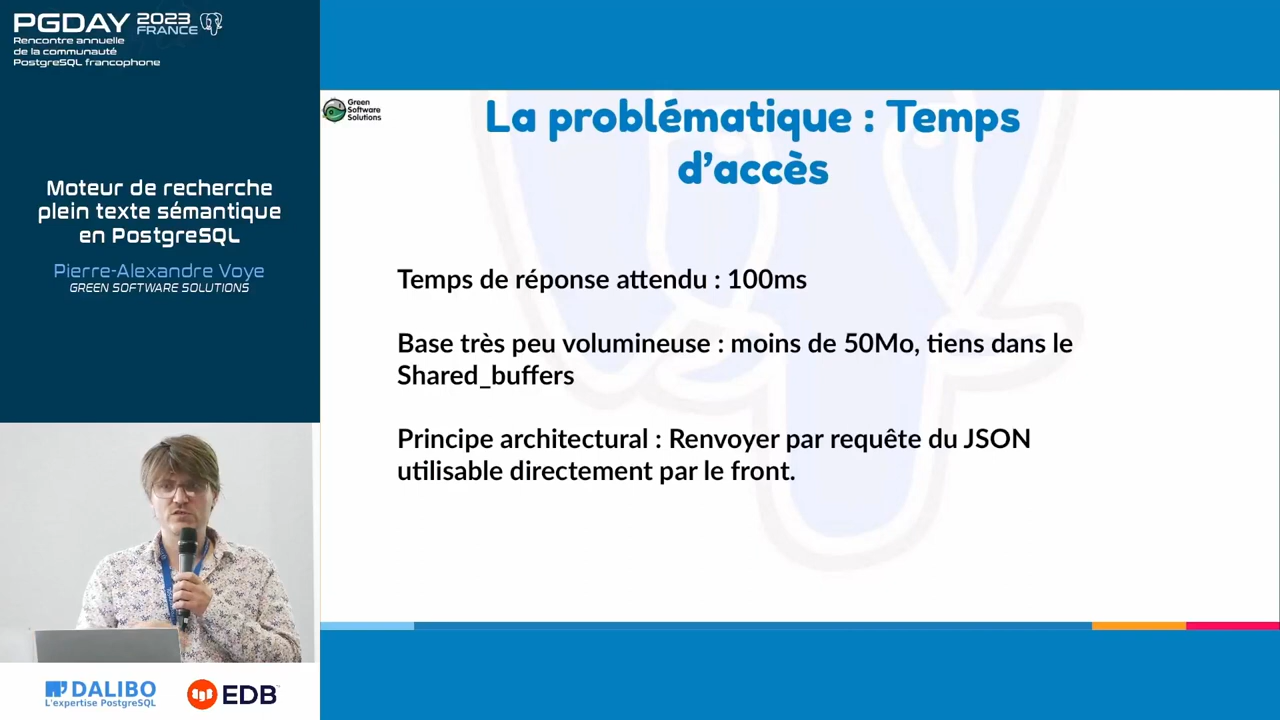 PGDAY 2023 FRANCE
Rencontre annuelle
de la communauté
PostgreSQL francophone
Moteur de recherche
plein texte sémantique
en PostgreSQL
Pierre-Alexandre Voye
GREEN SOFTWARE SOLUTIONS
Green
Software
Solutions
La problématique : Temps
d’accès
Temps de réponse attendu : 100ms
Base très peu volumineuse : moins de 50Mo, tiens dans le
Shared_buffers
Principe architectural : Renvoyer par requête du JSON
utilisable directement par le front.
DALIBO
L'expertise PostgreSQL
EDB